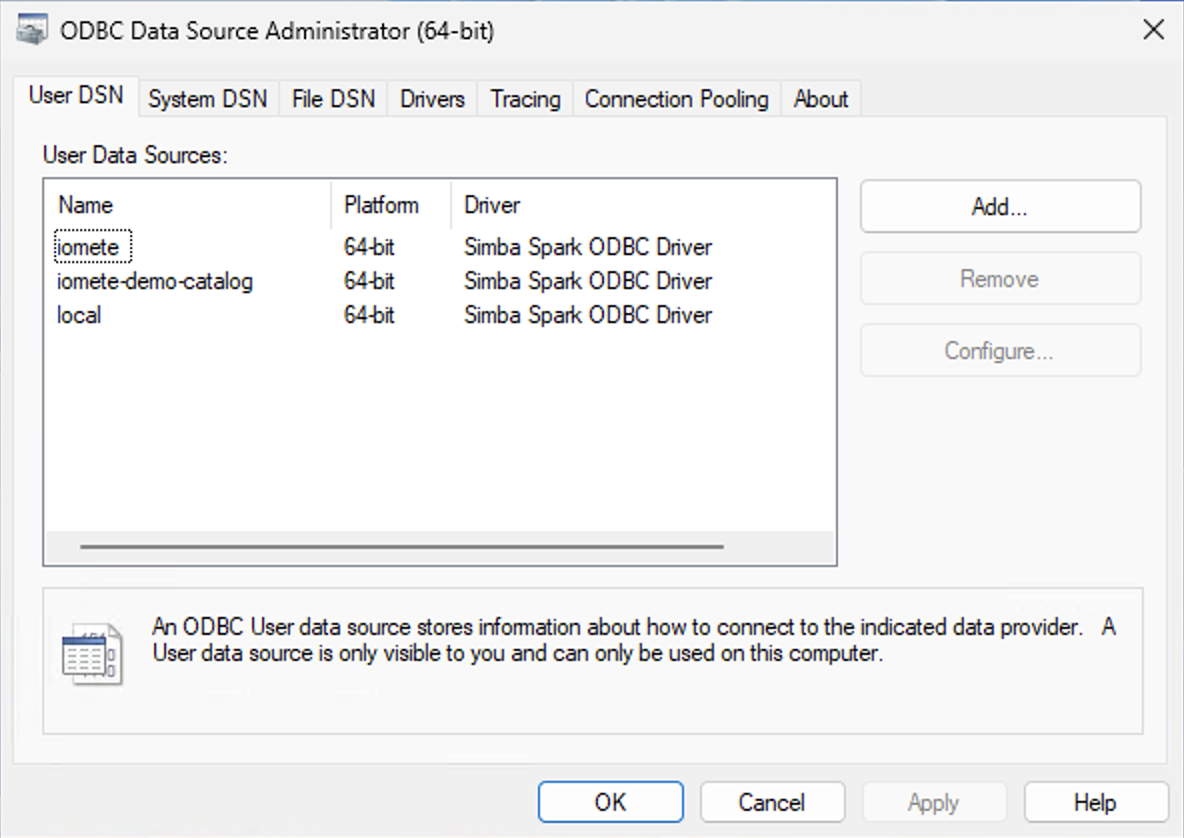 ODBC Data Source Administrator (64-bit)
User DSN System DSN File DSN Drivers Tracing Connection Pooling About
User Data Sources:
Name Platform Driver
iomete 64-bit Simba Spark ODBC Driver
iomete-demo-catalog 64-bit Simba Spark ODBC Driver
local 64-bit Simba Spark ODBC Driver
Add...
Remove
Configure...
An ODBC User data source stores information about how to connect to the indicated data provider. A
User data source is only visible to you and can only be used on this computer.
OK Cancel Apply Help